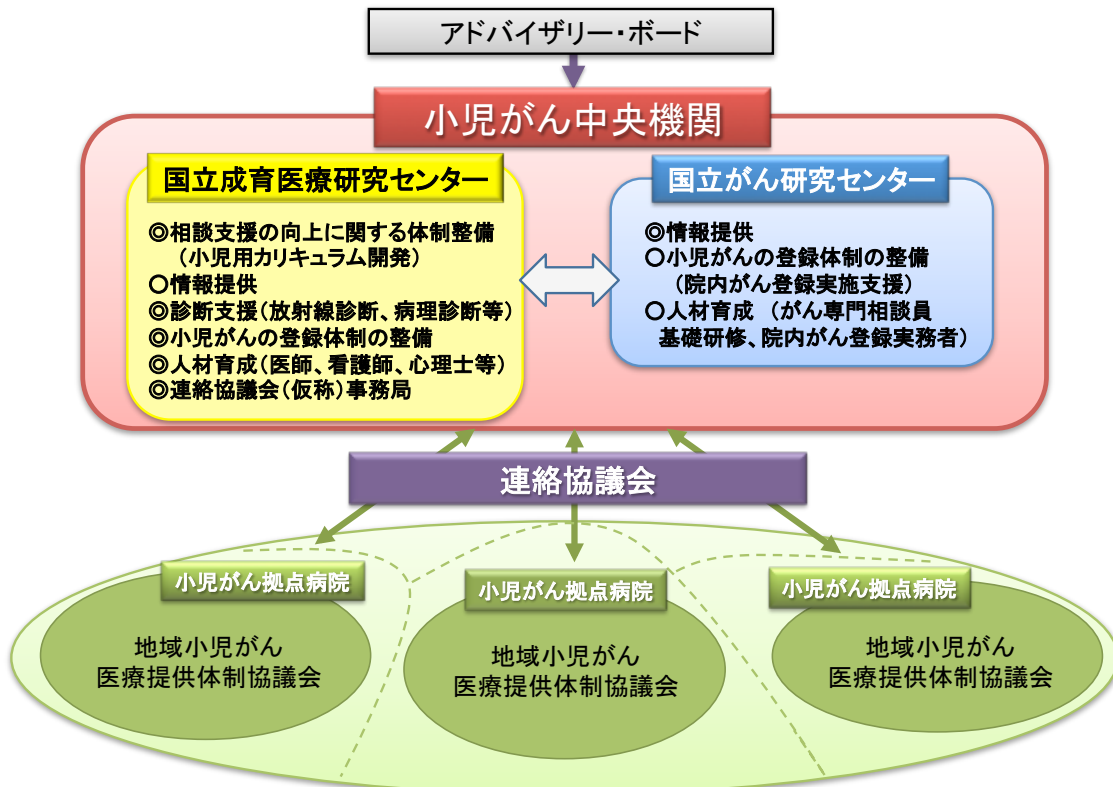 アドバイザリー・ボード
小児がん中央機関
国立成育医療研究センター
◎相談支援の向上に関する体制整備
（小児用カリキュラム開発）
○情報提供
◎診断支援（放射線診断、病理診断等）
◎小児がんの登録体制の整備
◎人材育成（医師、看護師、心理士等）
◎連絡協議会（仮称）事務局
国立がん研究センター
◎情報提供
○小児がんの登録体制の整備
（院内がん登録実施支援）
○人材育成　（がん専門相談員
基礎研修、院内がん登録実務者）
連絡協議会
小児がん拠点病院
地域小児がん
医療提供体制協議会
小児がん拠点病院
地域小児がん
医療提供体制協議会
小児がん拠点病院
地域小児がん
医療提供体制協議会